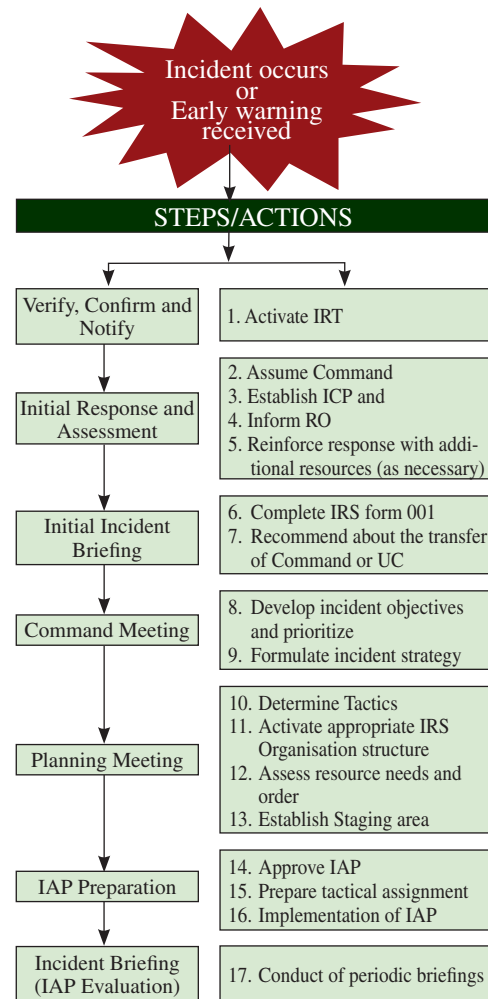 Incident occurs
or
Early warning
received
STEPS/ACTIONS
Verify, Confirm and
Notify
1. Activate IRT
Initial Response and
Assessment
2. Assume Command
3. Establish ICP and
4. Inform RO
5. Reinforce response with addi-
tional resources (as necessary)
Initial Incident
Briefing
6. Complete IRS form 001
7. Recommend about the transfer
of Command or UC
Command Meeting
8. Develop incident objectives
and prioritize
9. Formulate incident strategy
Planning Meeting
10. Determine Tactics
11. Activate appropriate IRS
Organisation structure
12. Assess resource needs and
order
13. Establish Staging area
IAP Preparation
14. Approve IAP
15. Prepare tactical assignment
16. Implementation of IAP
Incident Briefing
(IAP Evaluation)
17. Conduct of periodic briefings